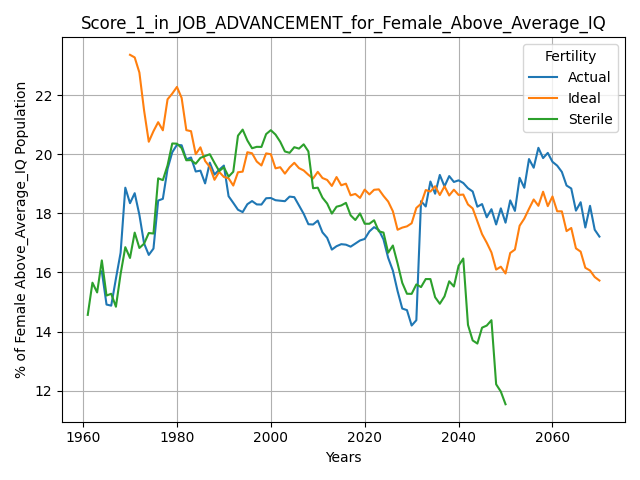 Score_1_in_JOB_ADVANCEMENT_for_Female_Above_Average_IQ
Fertility
Actual
Ideal
Sterile
% of Female Above_Average_IQ Population
22
20
18
16
14
12
1960
1980
2000
2020
2040
2060
Years